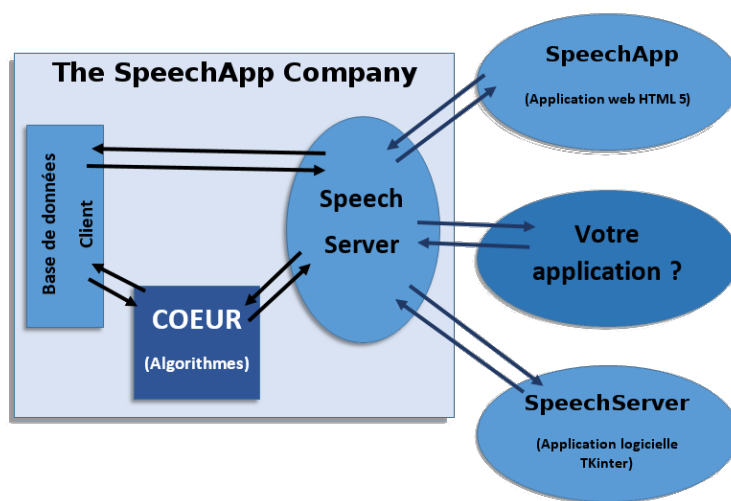 The SpeechApp Company
Base de données
Client
COEUR
(Algorithmes)
Speech
Server
SpeechApp
(Application web HTML 5)
Votre
application ?
SpeechServer
(Application logicielle
TKinter)